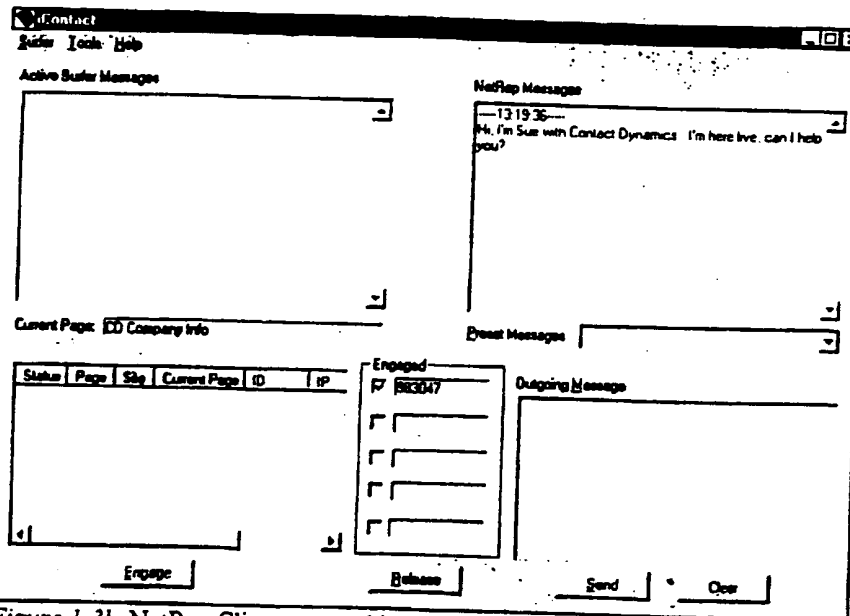 iContact
Surfer Tools Help
Active Surfer Messages
NetRep Messages
----13:19:36----
Hi, I'm Sue with Contact Dynamics. I'm here live, can I help
you?
Current Page: CD Company Info
Preset Messages
Status Page Site Current Page ID IP
Engaged
983047
Outgoing Message
Engage
Release
Send
Clear